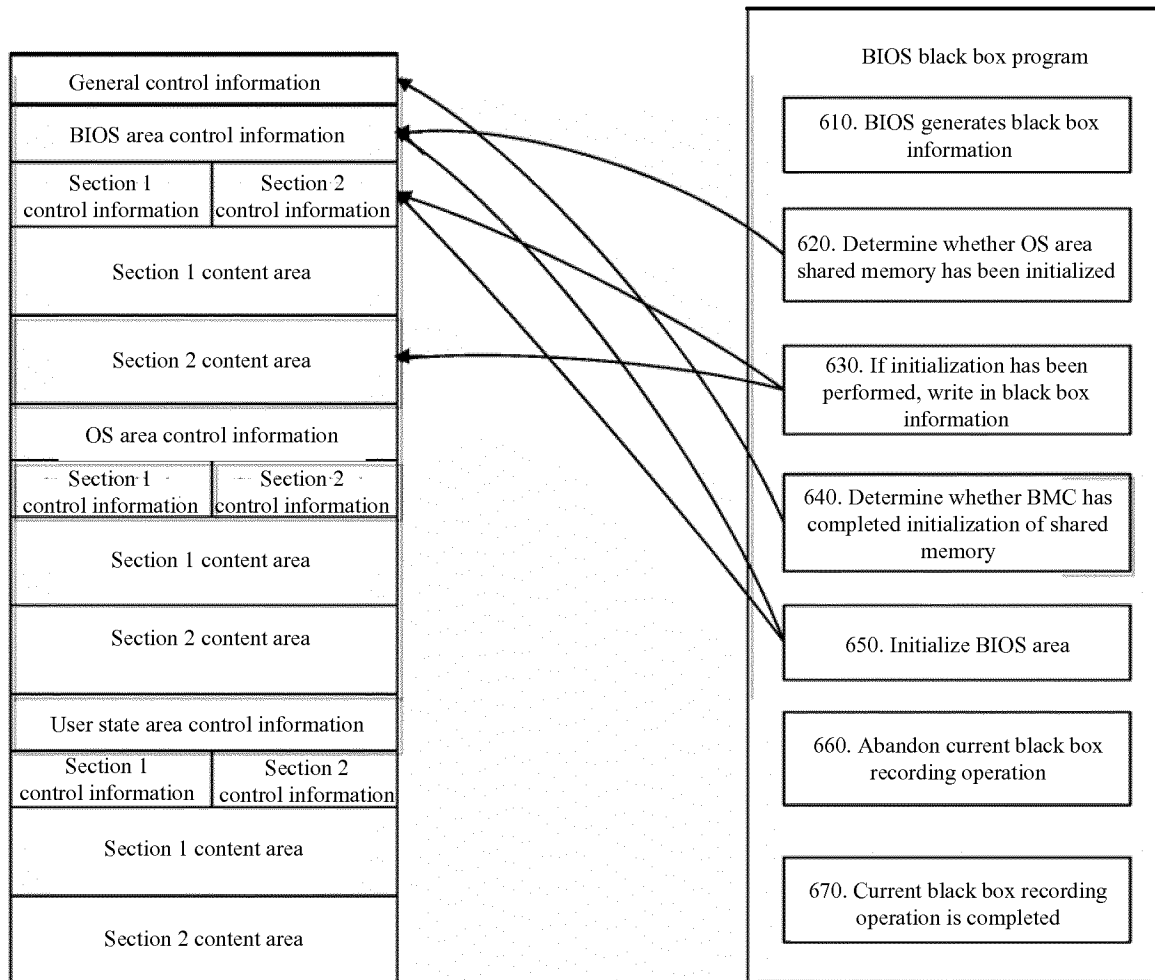 General control information
BIOS area control information
Section 1
control information
Section 2
control information
Section 1 content area
Section 2 content area
OS area control information
Section 1
control information
Section 2
control information
Section 1 content area
Section 2 content area
User state area control information
Section 1
control information
Section 2
control information
Section 1 content area
Section 2 content area
BIOS black box program
610. BIOS generates black box
information
620. Determine whether OS area
shared memory has been initialized
630. If initialization has been
performed, write in black box
information
640. Determine whether BMC has
completed initialization of shared
memory
650. Initialize BIOS area
660. Abandon current black box
recording operation
670. Current black box recording
operation is completed